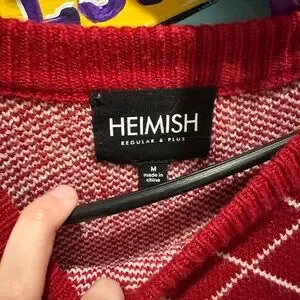 HEIMISH
REGULAR & PLUS
M
made in
china